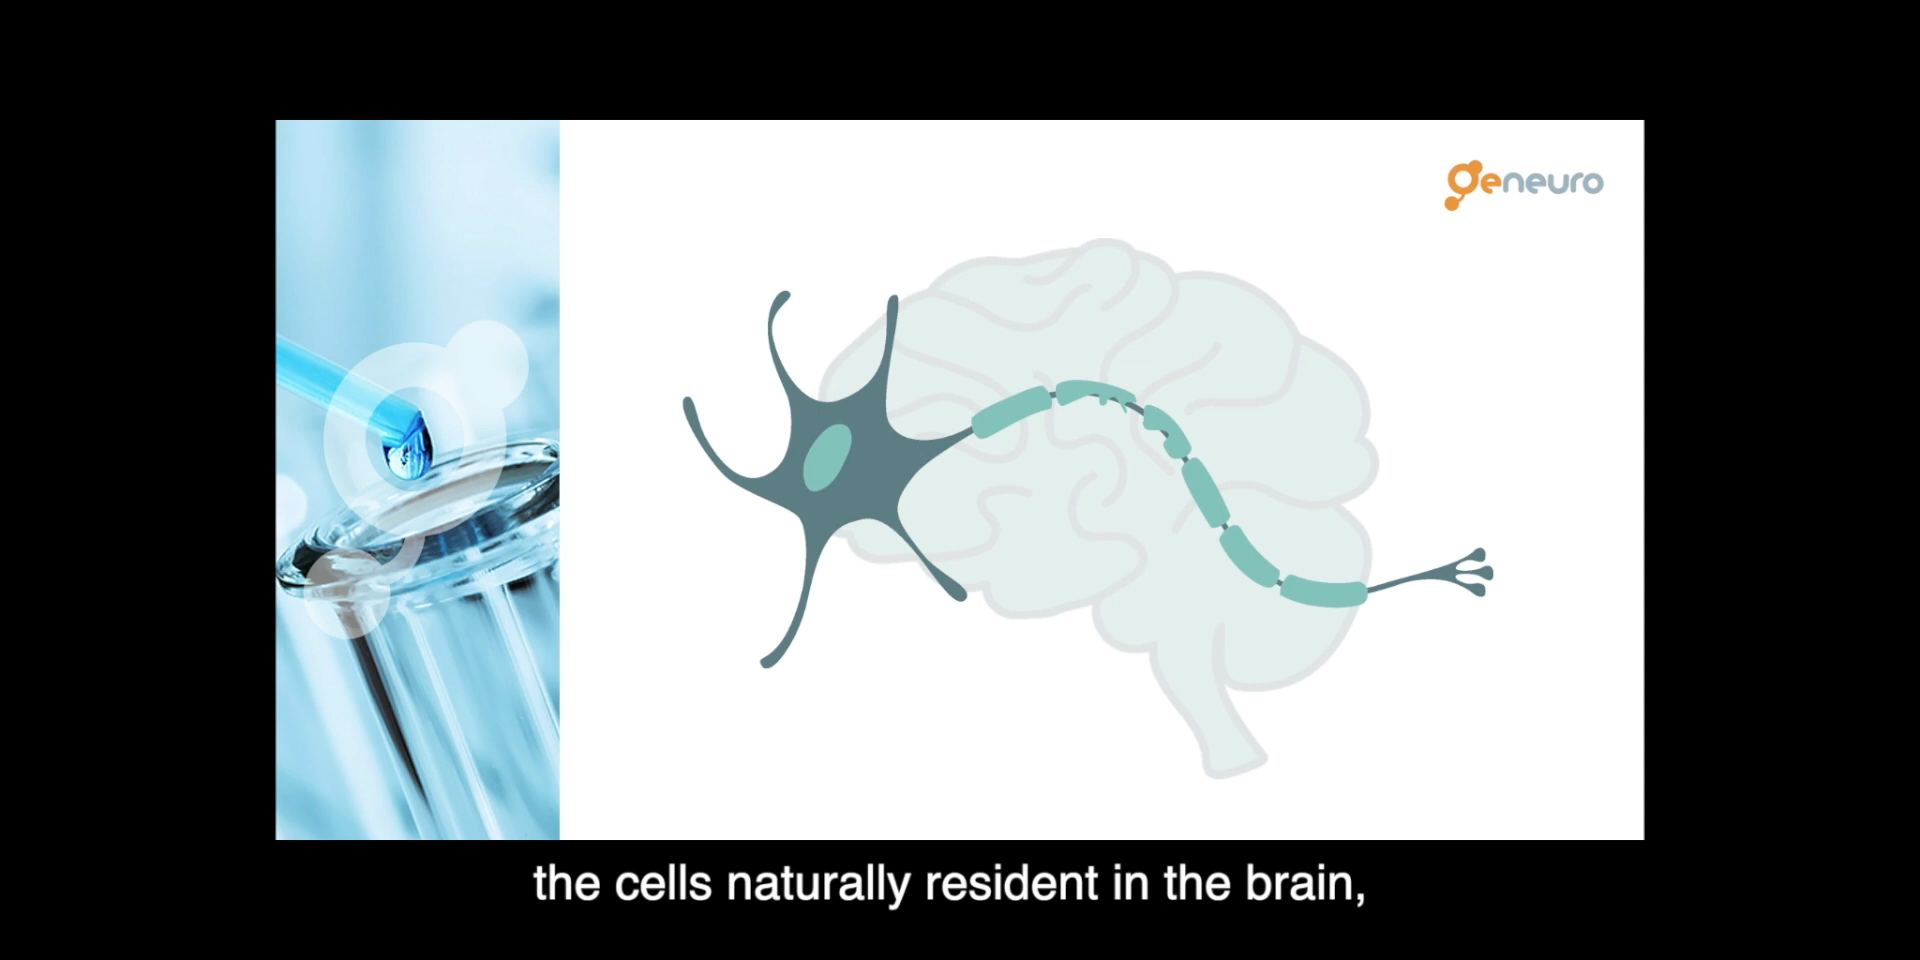 geneuro
the cells naturally resident in the brain,